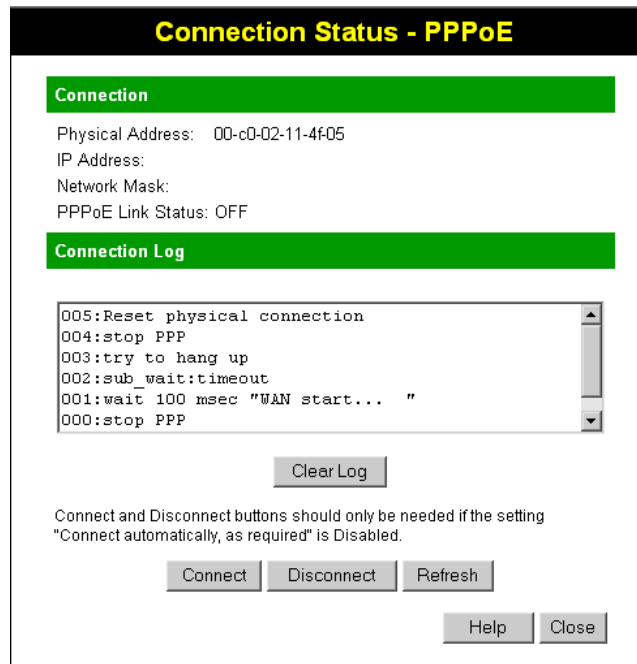 Connection Status - PPPoE
Connection
Physical Address: 00-c0-02-11-4f-05
IP Address:
Network Mask:
PPPoE Link Status: OFF
Connection Log
005:Reset physical connection
004:stop PPP
003:try to hang up
002:sub_wait:timeout
001:wait 100 msec "WAN start... "
000:stop PPP
Clear Log
Connect and Disconnect buttons should only be needed if the setting
"Connect automatically, as required" is Disabled.
Connect Disconnect Refresh
Help Close